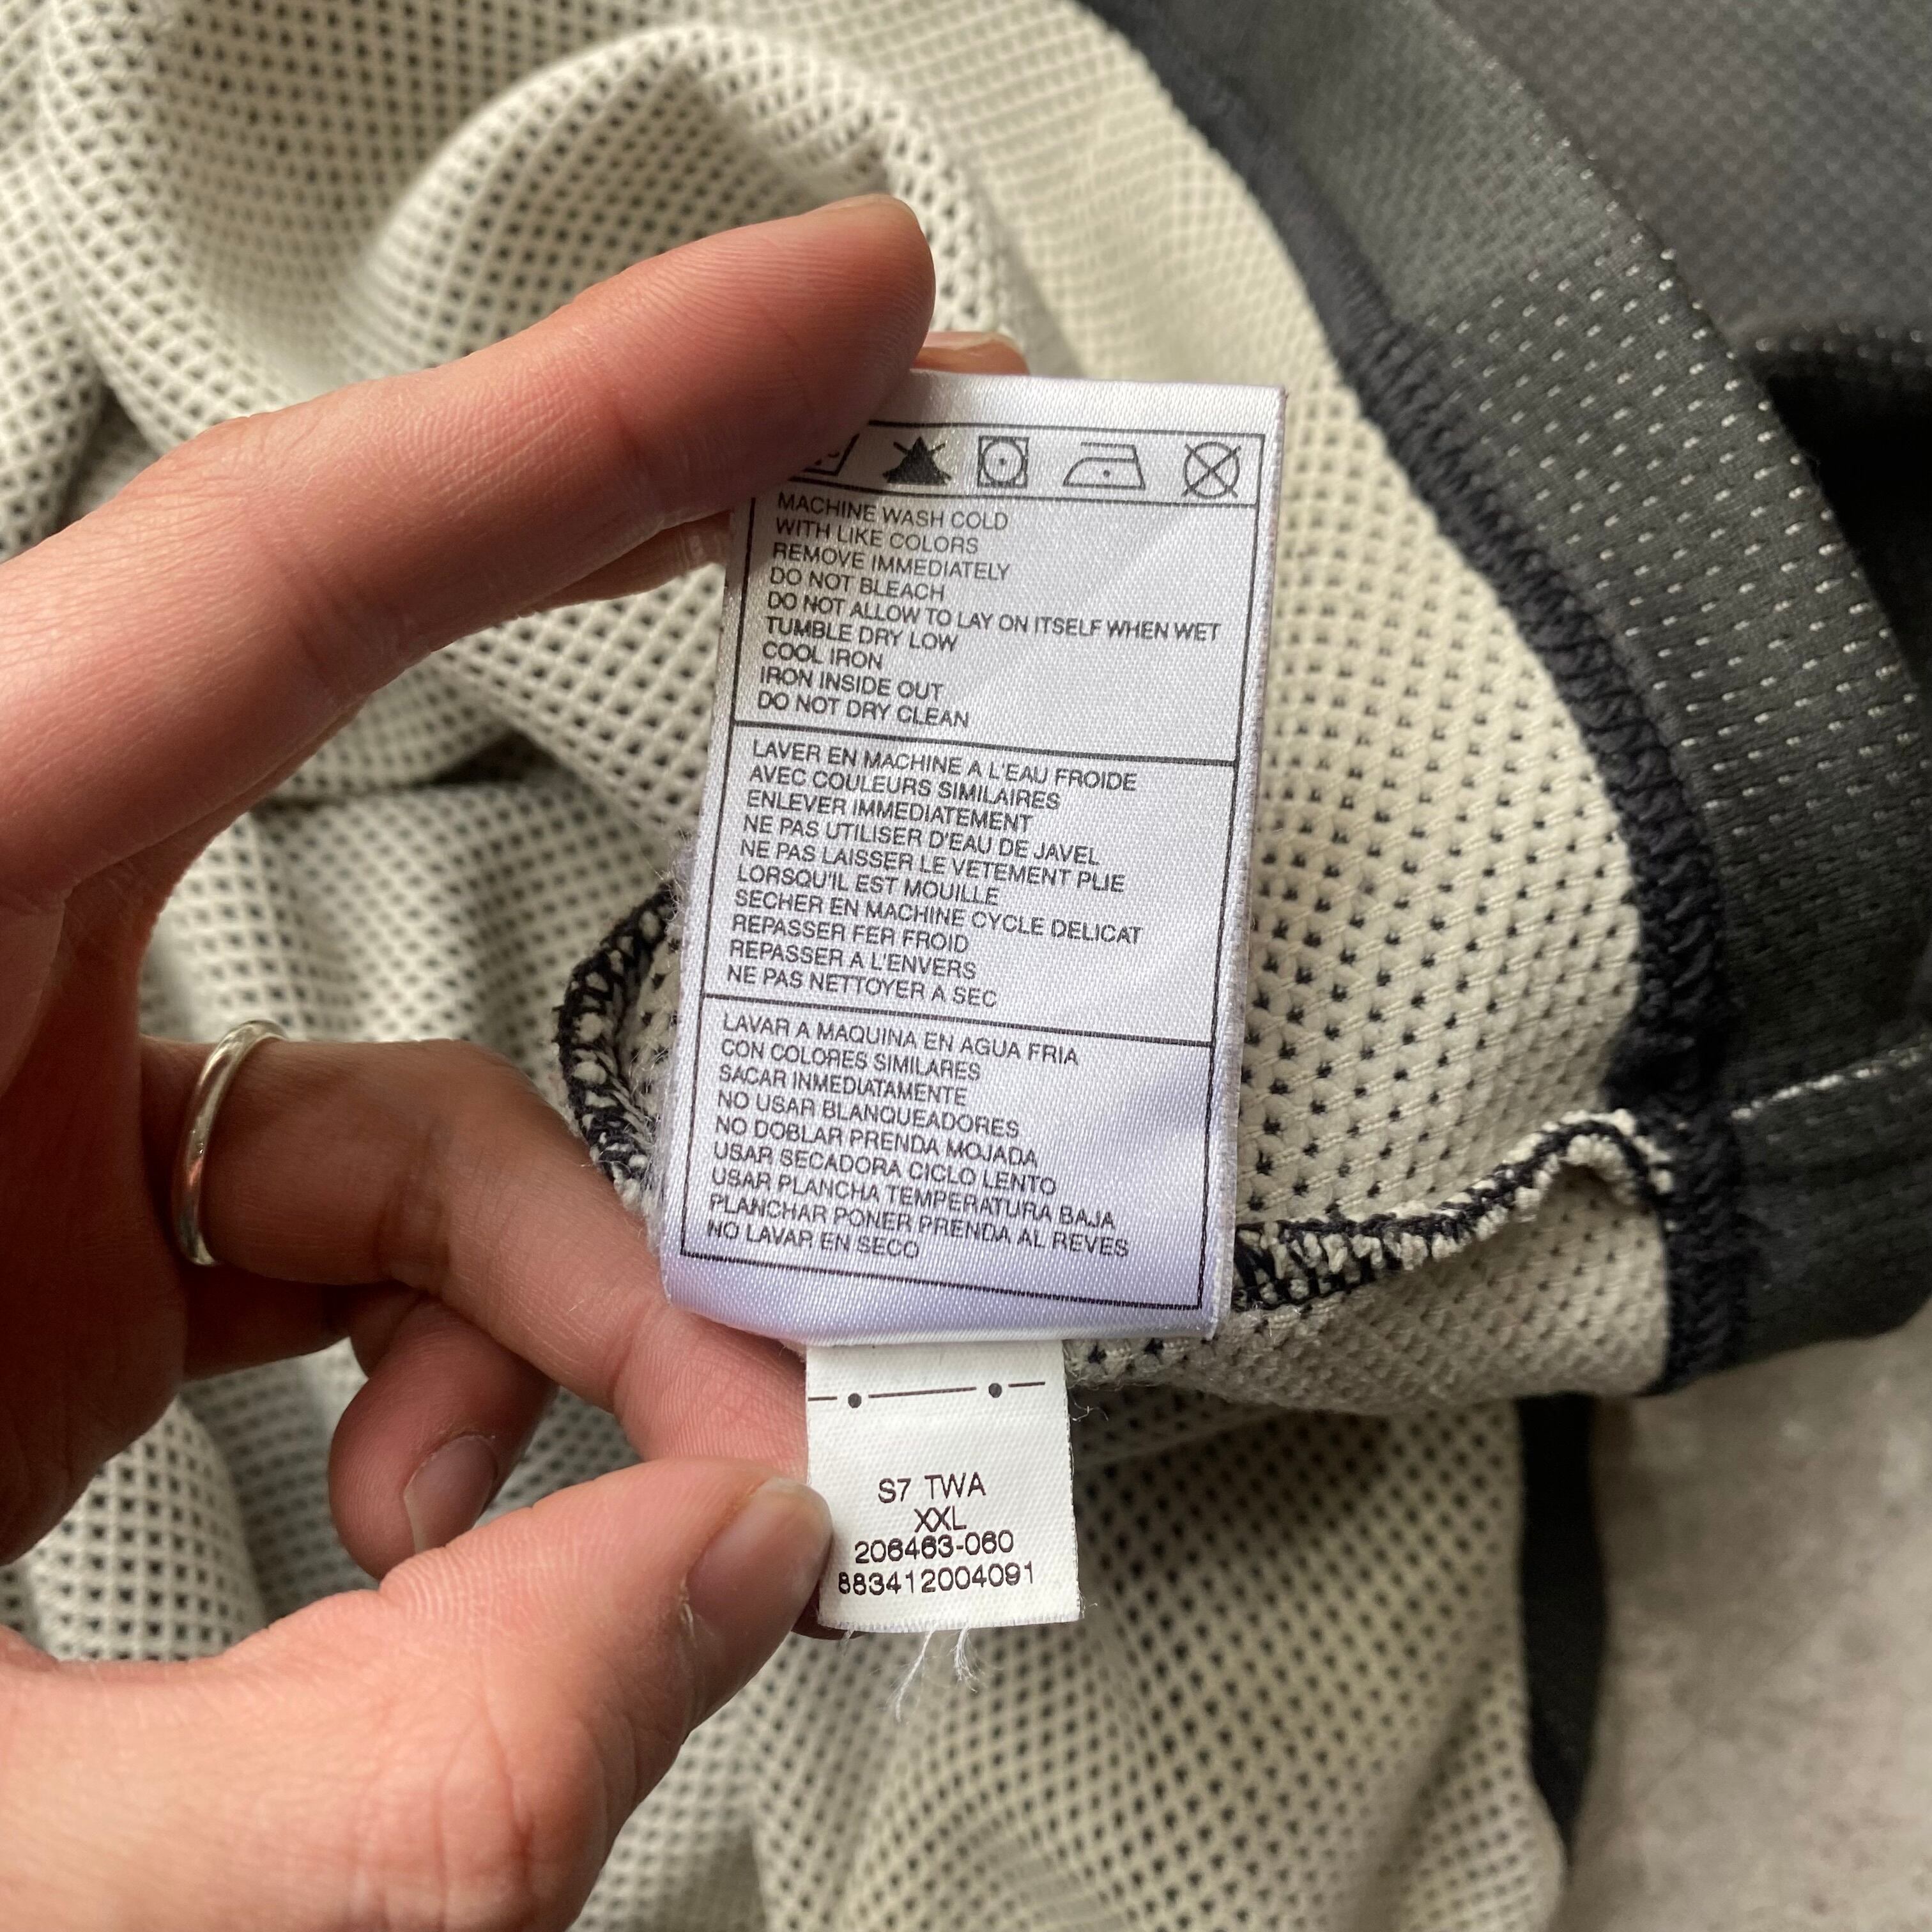 MACHINE WASH COLD
WITH LIKE COLORS
REMOVE IMMEDIATELY
DO NOT BLEACH
DO NOT ALLOW TO LAY ON ITSELF WHEN WET
TUMBLE DRY LOW
COOL IRON
IRON INSIDE OUT
DO NOT DRY CLEAN
LAVER EN MACHINE A L'EAU FROIDE
AVEC COULEURS SIMILAIRES
ENLEVER IMMEDIATEMENT
NE PAS UTILISER D'EAU DE JAVEL
NE PAS LAISSER LE VETEMENT PLIE
LORSQU'IL EST MOUILLE
SECHER EN MACHINE CYCLE DELICAT
REPASSER FER FROID
REPASSER A L'ENVERS
NE PAS NETTOYER A SEC
LAVAR A MAQUINA EN AGUA FRIA
CON COLORES SIMILARES
SACAR INMEDIATAMENTE
NO USAR BLANQUEADORES
NO DOBLAR PRENDA MOJADA
USAR SECADORA CICLO LENTO
USAR PLANCHA TEMPERATURA BAJA
PLANCHAR PONER PRENDA AL REVES
NO LAVAR EN SECO
S7 TWA
XXL
206463-060
883412004091